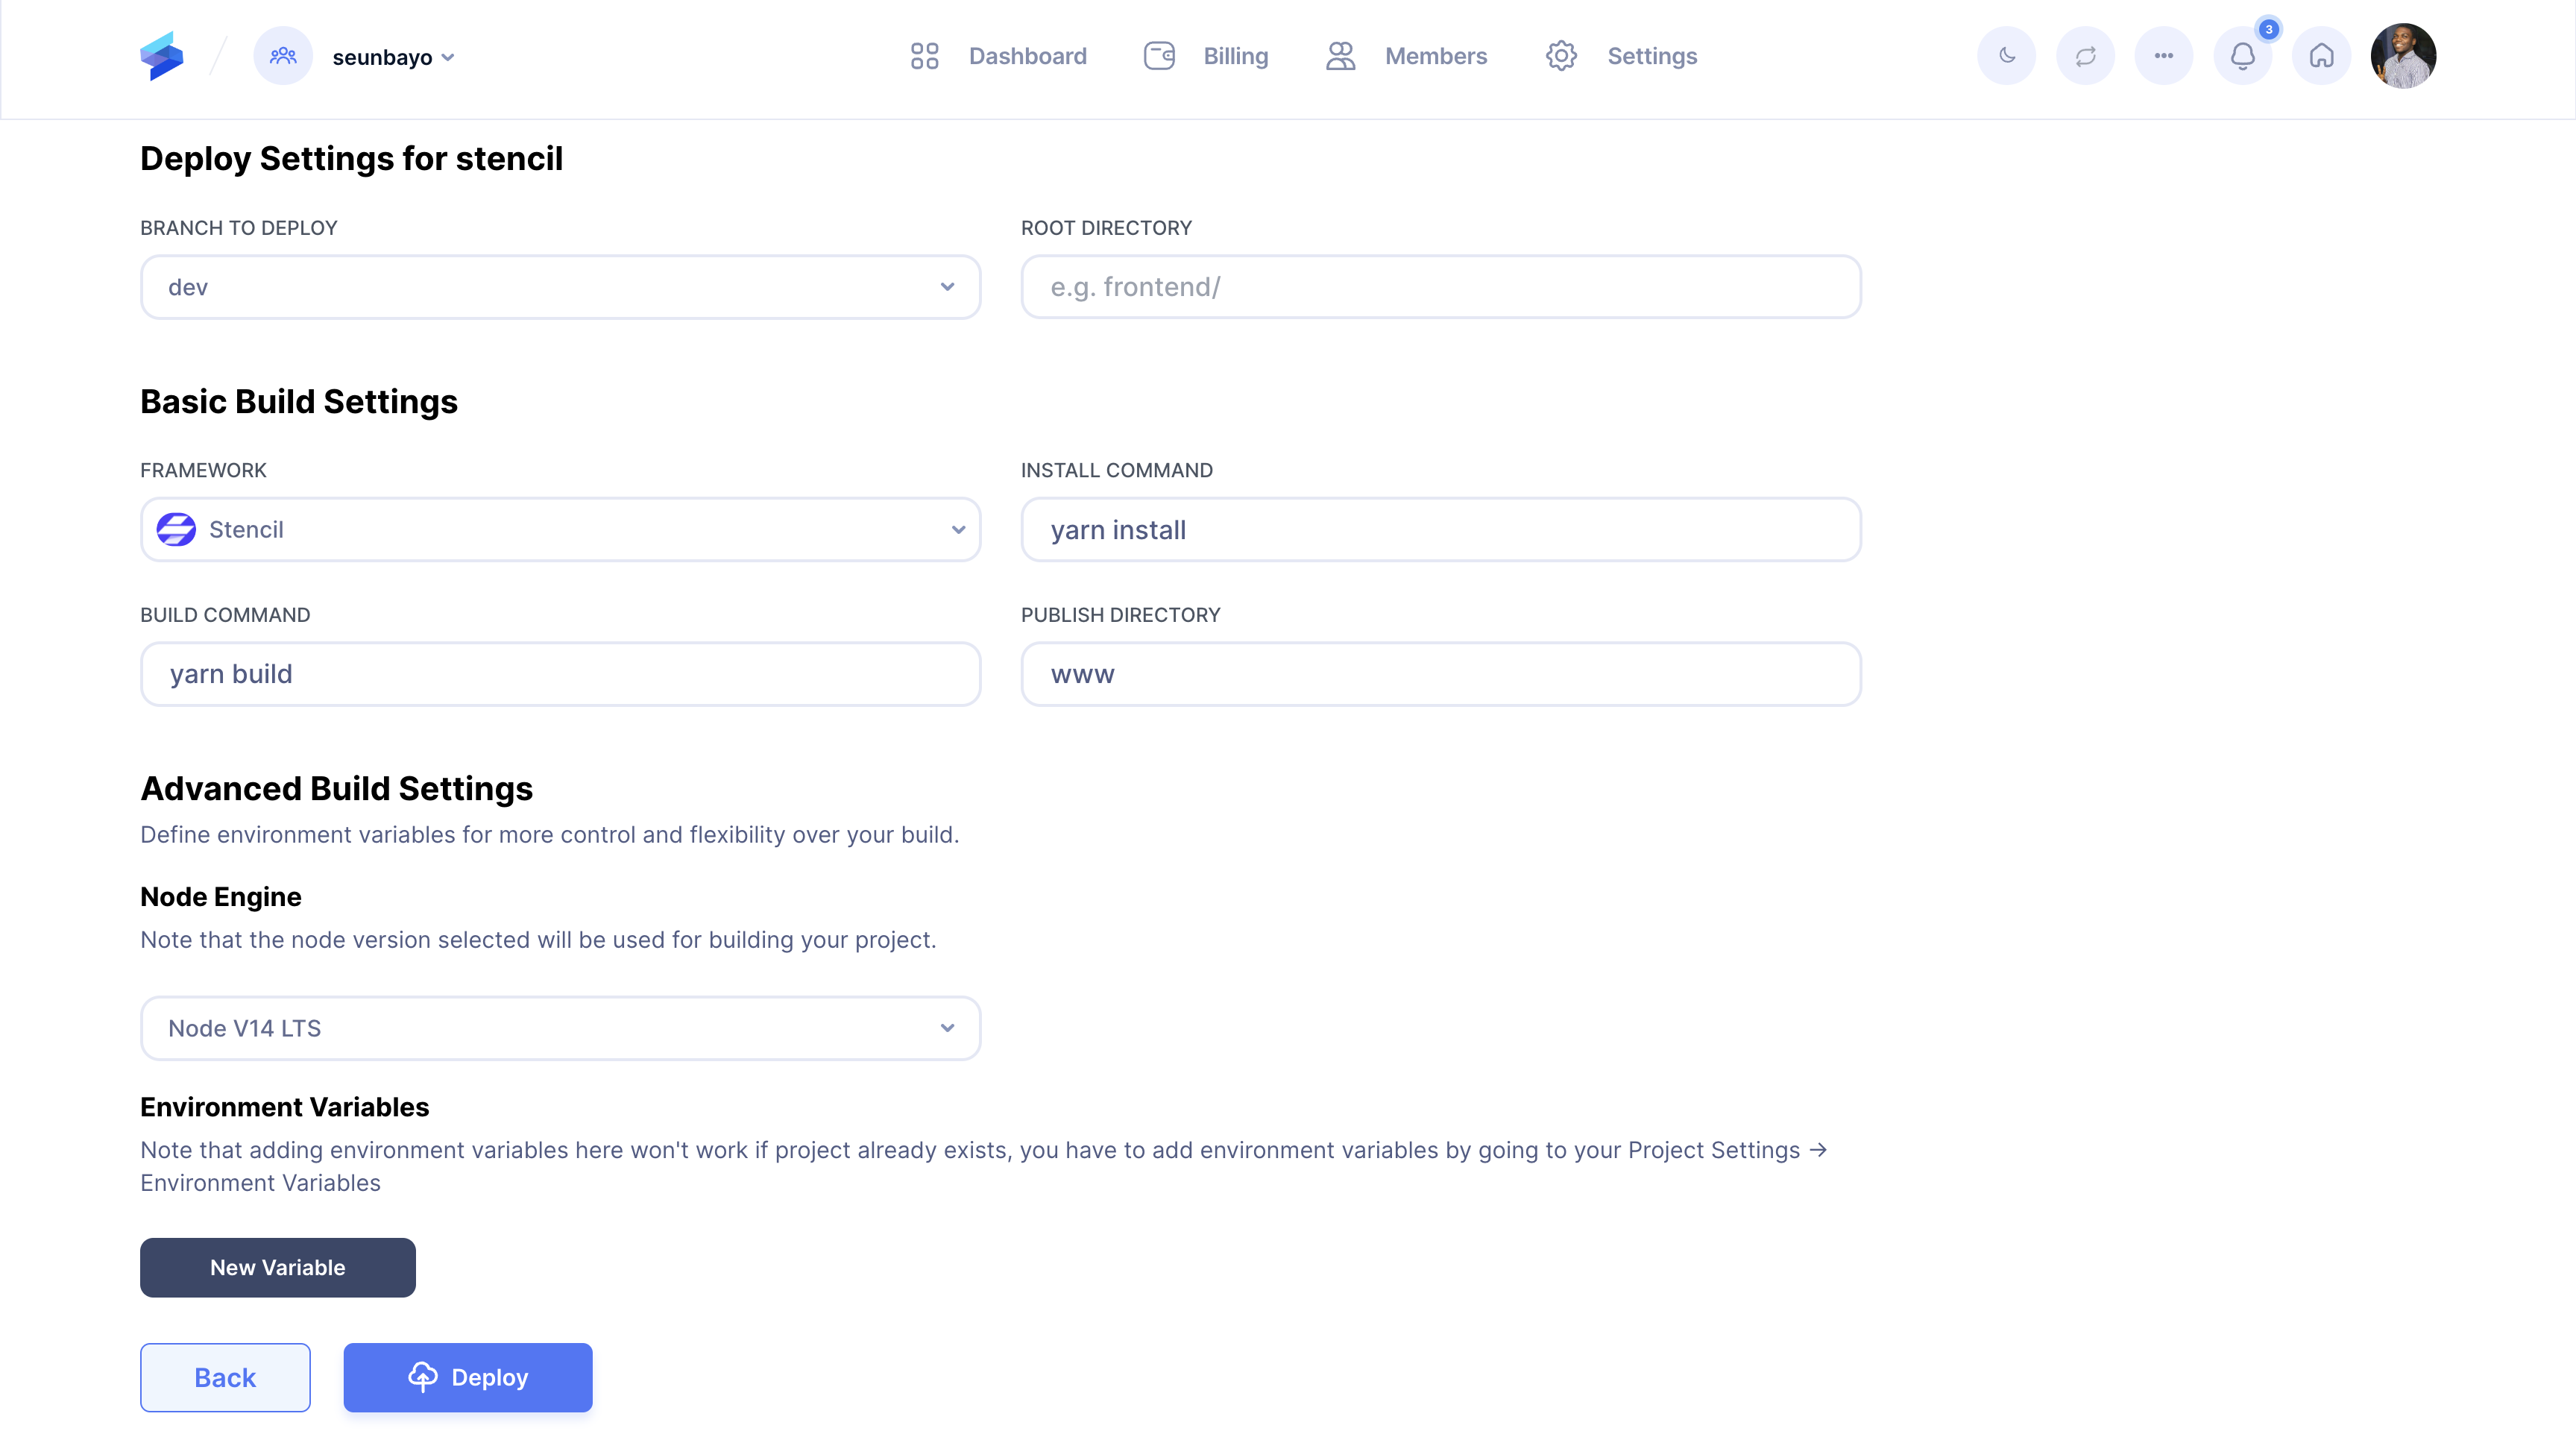 seunbayo
Dashboard
Billing
Members
Settings
3
Deploy Settings for stencil
BRANCH TO DEPLOY
ROOT DIRECTORY
dev
e.g. frontend/
Basic Build Settings
FRAMEWORK
INSTALL COMMAND
Stencil
yarn install
BUILD COMMAND
PUBLISH DIRECTORY
yarn build
www
Advanced Build Settings
Define environment variables for more control and flexibility over your build.
Node Engine
Note that the node version selected will be used for building your project.
Node V14 LTS
Environment Variables
Note that adding environment variables here won't work if project already exists, you have to add environment variables by going to your Project Settings →
Environment Variables
New Variable
Back
Deploy